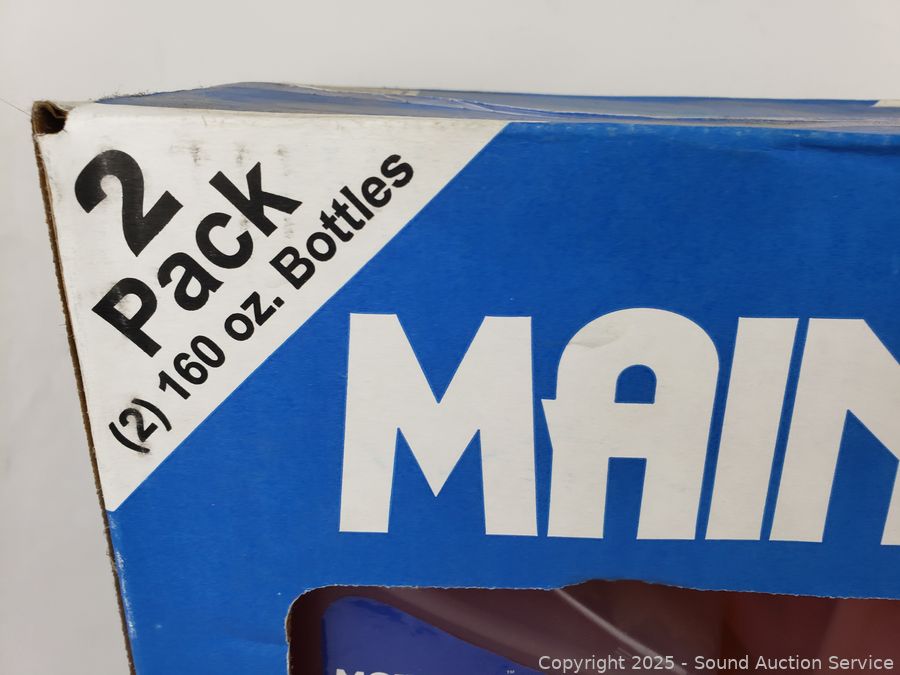 2
Pack
(2) 160 oz. Bottles
MAIN
Copyright 2025 - Sound Auction Service